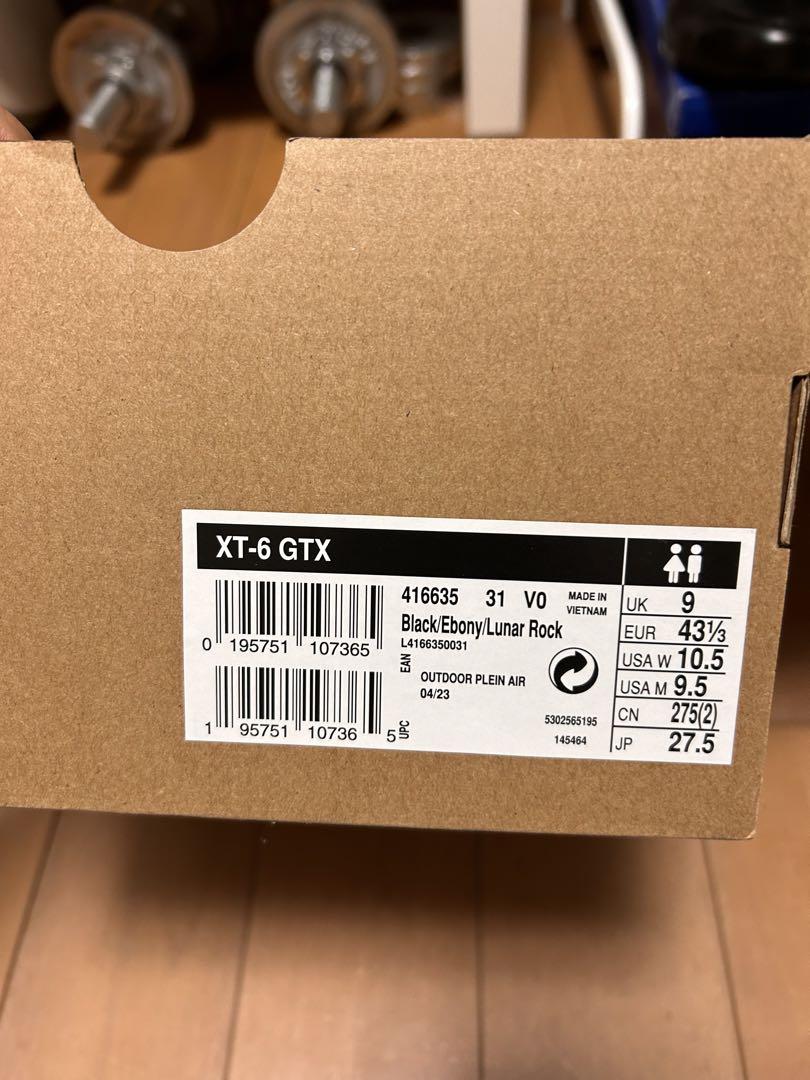 XT-6 GTX
416635 31 V0
MADE IN
VIETNAM
Black/Ebony/Lunar Rock
L4166350031
0 195751 107365
EAN
OUTDOOR PLEIN AIR
04/23
5302565195
145464
1 95751 10736 5
UPC
UK 9
EUR 43⅓
USA W 10.5
USA M 9.5
CN 275(2)
JP 27.5